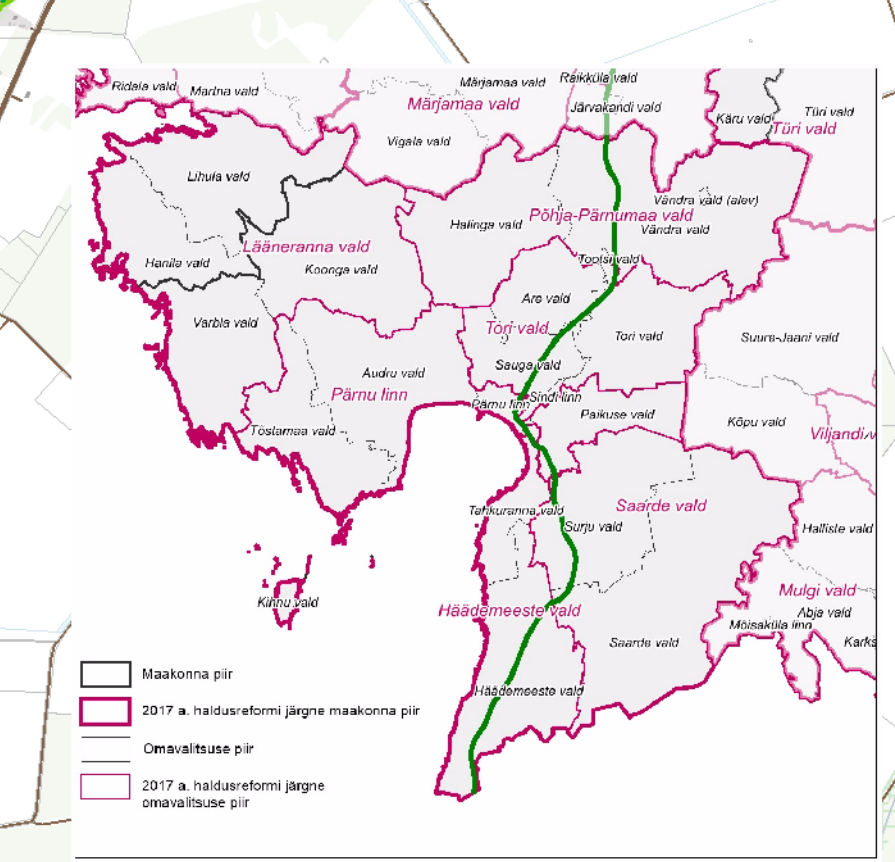 Ridala vald
Martna vald
Märjamaa vald
Raikküla vald
Märjamaa vald
Järvakandi vald
Käru vald
Türi vald
Türi vald
Vigala vald
Lihula vald
Vändra vald (alev)
Põhja-Pärnumaa vald
Halinga vald
Vändra vald
Lääneranna vald
Hanila vald
Koonga vald
Tootsi vald
Are vald
Varbla vald
Tori vald
Tori vald
Suure-Jaani vald
Sauga vald
Audru vald
Pärnu linn
Sindi linn
Pärnu linn
Paikuse vald
Kõpu vald
Tõstamaa vald
Viljandi v
Saarde vald
Tahkuranna vald
Surju vald
Halliste vald
Mulgi vald
Kihnu vald
Häädemeeste vald
Abja vald
Mõisaküla linn
Saarde vald
Karks
Häädemeeste vald
Maakonna piir
2017 a. haldusreformi järgne maakonna piir
Omavalitsuse piir
2017 a. haldusreformi järgne
omavalitsuse piir